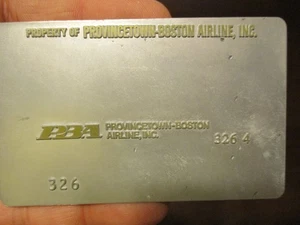 PROPERTY OF PROVINCETOWN-BOSTON AIRLINE, INC.
PBA PROVINCETOWN-BOSTON
AIRLINE, INC.
326 4
326